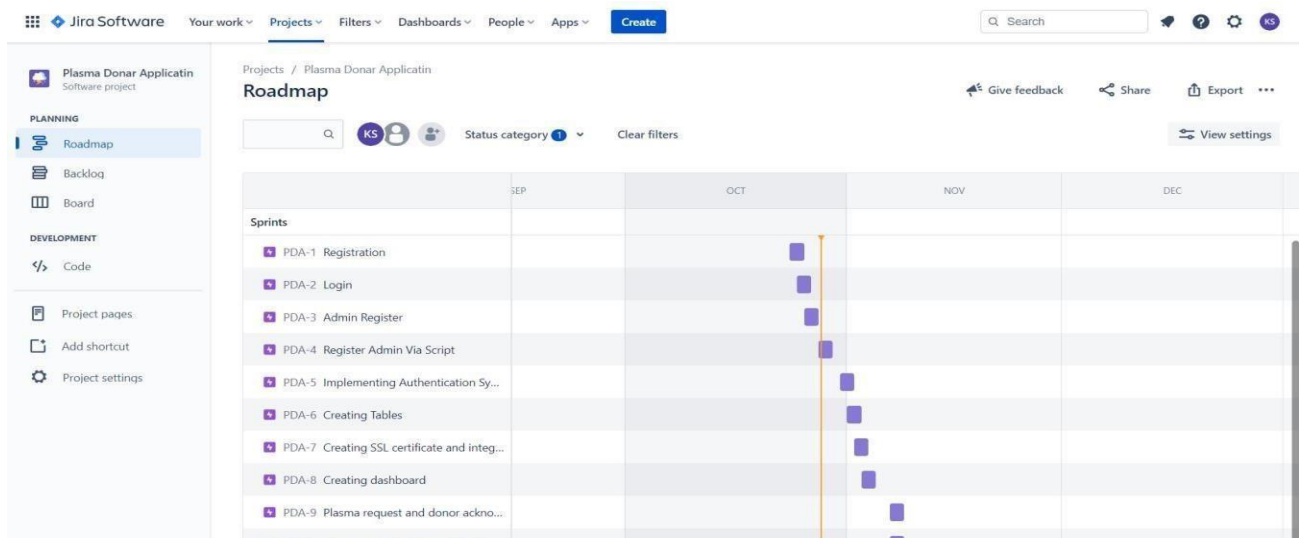 Jira Software Your work Projects Filters Dashboards People Apps Create Search KS
Plasma Donar Applicatin
Software project
Projects / Plasma Donar Applicatin
Roadmap
Give feedback Share Export
PLANNING
Roadmap
Backlog
Board
DEVELOPMENT
Code
Project pages
Add shortcut
Project settings
KS Status category 1 Clear filters View settings
SEP OCT NOV DEC
Sprints
PDA-1 Registration
PDA-2 Login
PDA-3 Admin Register
PDA-4 Register Admin Via Script
PDA-5 Implementing Authentication Sy...
PDA-6 Creating Tables
PDA-7 Creating SSL certificate and integ...
PDA-8 Creating dashboard
PDA-9 Plasma request and donor ackno...